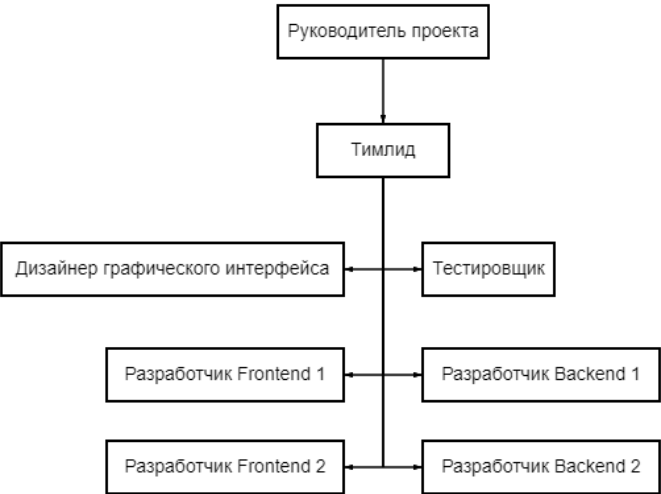 Руководитель проекта
Тимлид
Дизайнер графического интерфейса
Тестировщик
Разработчик Frontend 1
Разработчик Backend 1
Разработчик Frontend 2
Разработчик Backend 2